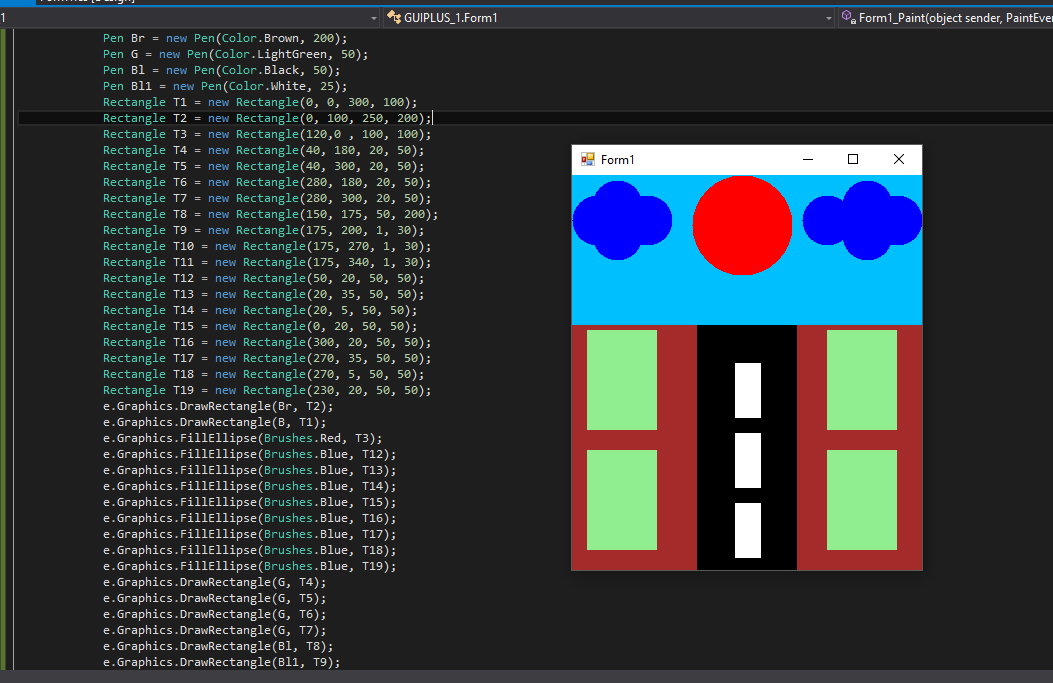 1 GUIPLUS_1.Form1 Form1_Paint(object sender, PaintEver
Pen Br = new Pen(Color.Brown, 200);
Pen G = new Pen(Color.LightGreen, 50);
Pen Bl = new Pen(Color.Black, 50);
Pen Bl1 = new Pen(Color.White, 25);
Rectangle T1 = new Rectangle(0, 0, 300, 100);
Rectangle T2 = new Rectangle(0, 100, 250, 200);
Rectangle T3 = new Rectangle(120,0 , 100, 100);
Rectangle T4 = new Rectangle(40, 180, 20, 50);
Rectangle T5 = new Rectangle(40, 300, 20, 50);
Rectangle T6 = new Rectangle(280, 180, 20, 50);
Rectangle T7 = new Rectangle(280, 300, 20, 50);
Rectangle T8 = new Rectangle(150, 175, 50, 200);
Rectangle T9 = new Rectangle(175, 200, 1, 30);
Rectangle T10 = new Rectangle(175, 270, 1, 30);
Rectangle T11 = new Rectangle(175, 340, 1, 30);
Rectangle T12 = new Rectangle(50, 20, 50, 50);
Rectangle T13 = new Rectangle(20, 35, 50, 50);
Rectangle T14 = new Rectangle(20, 5, 50, 50);
Rectangle T15 = new Rectangle(0, 20, 50, 50);
Rectangle T16 = new Rectangle(300, 20, 50, 50);
Rectangle T17 = new Rectangle(270, 35, 50, 50);
Rectangle T18 = new Rectangle(270, 5, 50, 50);
Rectangle T19 = new Rectangle(230, 20, 50, 50);
e.Graphics.DrawRectangle(Br, T2);
e.Graphics.DrawRectangle(B, T1);
e.Graphics.FillEllipse(Brushes.Red, T3);
e.Graphics.FillEllipse(Brushes.Blue, T12);
e.Graphics.FillEllipse(Brushes.Blue, T13);
e.Graphics.FillEllipse(Brushes.Blue, T14);
e.Graphics.FillEllipse(Brushes.Blue, T15);
e.Graphics.FillEllipse(Brushes.Blue, T16);
e.Graphics.FillEllipse(Brushes.Blue, T17);
e.Graphics.FillEllipse(Brushes.Blue, T18);
e.Graphics.FillEllipse(Brushes.Blue, T19);
e.Graphics.DrawRectangle(G, T4);
e.Graphics.DrawRectangle(G, T5);
e.Graphics.DrawRectangle(G, T6);
e.Graphics.DrawRectangle(G, T7);
e.Graphics.DrawRectangle(Bl, T8);
e.Graphics.DrawRectangle(Bl1, T9);
Form1